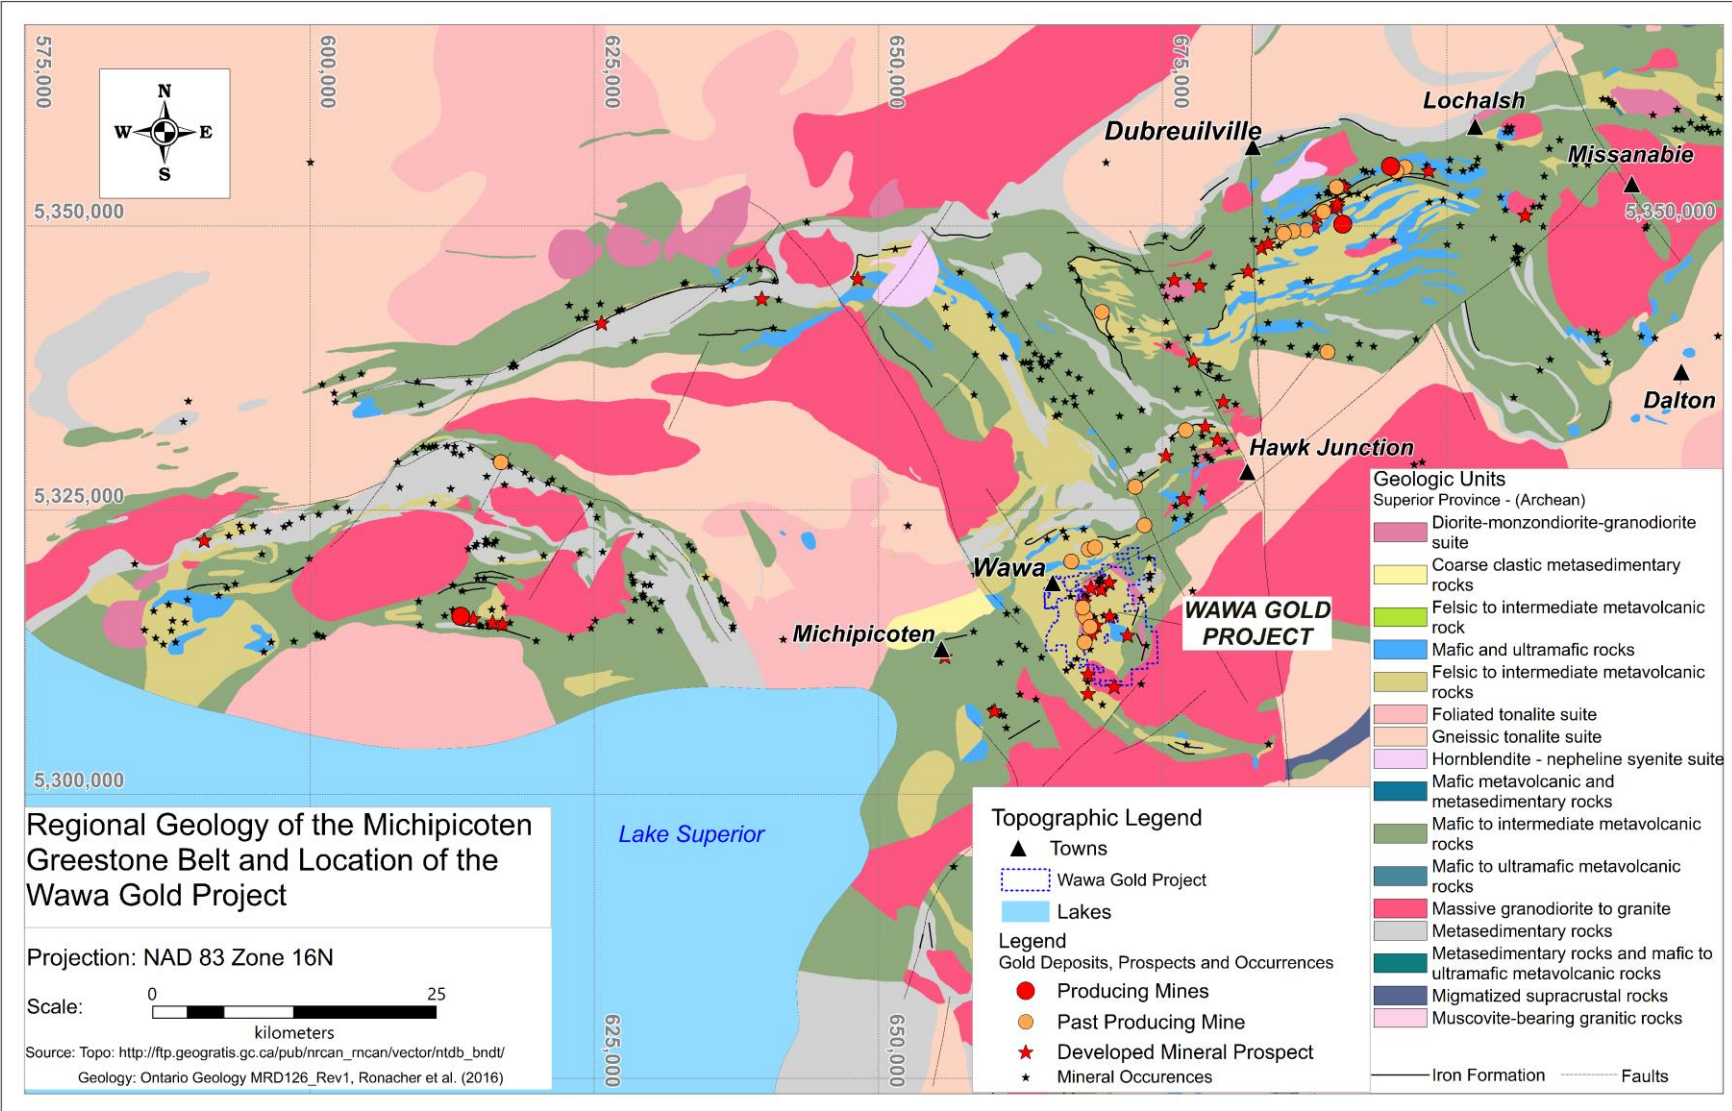 575,000
600,000
625,000
650,000
675,000
N
W
E
S
Lochalsh
Dubreuilville
Missanabie
5,350,000
5,350,000
Dalton
Hawk Junction
5,325,000
Wawa
WAWA GOLD
PROJECT
Michipicoten
5,300,000
Lake Superior
625,000
650,000
Regional Geology of the Michipicoten
Greestone Belt and Location of the
Wawa Gold Project
Projection: NAD 83 Zone 16N
Scale:
0
25
kilometers
Source: Topo: http://ftp.geogratis.gc.ca/pub/nrcan_rncan/vector/ntdb_bndt/
Geology: Ontario Geology MRD126_Rev1, Ronacher et al. (2016)
Topographic Legend
Towns
Wawa Gold Project
Lakes
Legend
Gold Deposits, Prospects and Occurrences
Producing Mines
Past Producing Mine
Developed Mineral Prospect
Mineral Occurences
Geologic Units
Superior Province - (Archean)
Diorite-monzondiorite-granodiorite
suite
Coarse clastic metasedimentary
rocks
Felsic to intermediate metavolcanic
rock
Mafic and ultramafic rocks
Felsic to intermediate metavolcanic
rocks
Foliated tonalite suite
Gneissic tonalite suite
Hornblendite - nepheline syenite suite
Mafic metavolcanic and
metasedimentary rocks
Mafic to intermediate metavolcanic
rocks
Mafic to ultramafic metavolcanic
rocks
Massive granodiorite to granite
Metasedimentary rocks
Metasedimentary rocks and mafic to
ultramafic metavolcanic rocks
Migmatized supracrustal rocks
Muscovite-bearing granitic rocks
Iron Formation
Faults